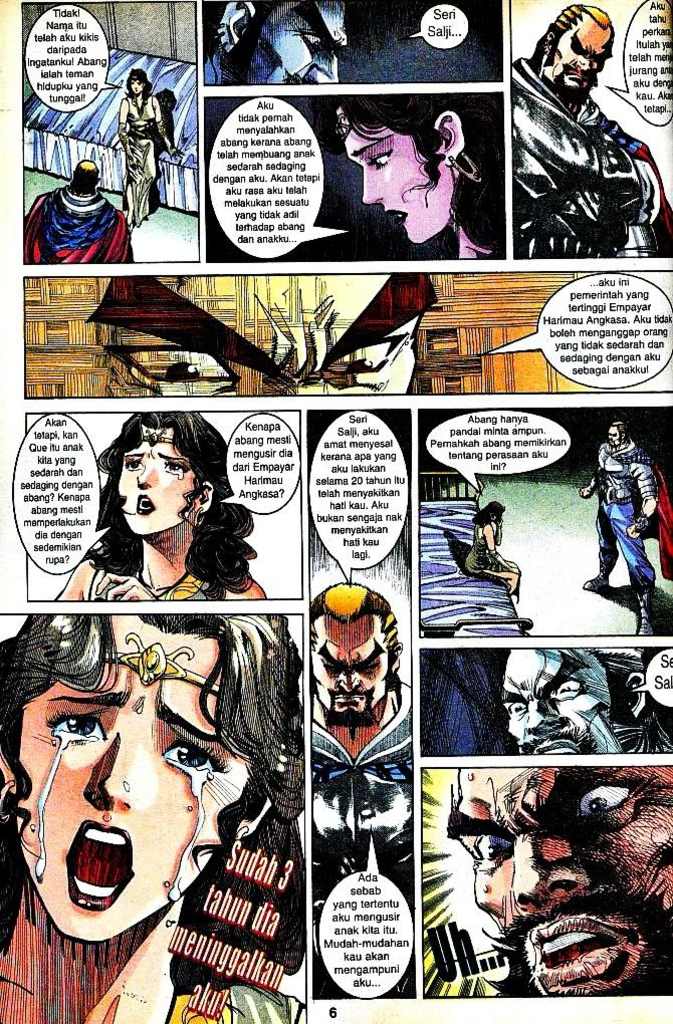 Tidak!
Nama itu
telah aku kikis
daripada
ingatanku! Abang
ialah teman
hidupku yang
tunggal!
Seri
Salji...
Aku
tahu
Itulah
telah
jurang
aku
kau.
tetapi...
Aku
tidak pernah
menyalahkan
abang kerana abang
telah membuang anak
sedarah sedaging
dengan aku. Akan tetapi
aku rasa aku telah
melakukan sesuatu
yang tidak adil
terhadap abang
dan anakku...
...aku ini
pemerintah yang
tertinggi Empayar
Harimau Angkasa. Aku tidak
boleh menganggap orang
yang tidak sedarah dan
sedaging dengan aku
sebagai anakku!
Akan
tetapi, kan
Que itu anak
kita yang
sedarah dan
sedaging dengan
abang? Kenapa
abang mesti
memperlakukan
dia dengan
sedemikian
rupa?
Kenapa
abang mesti
mengusir dia
dari Empayar
Harimau
Angkasa?
Seri
Salji, aku
amat menyesal
kerana apa yang
aku lakukan
selama 20 tahun itu
telah menyakitkan
hati kau. Aku
bukan sengaja nak
menyakitkan
hati kau
lagi.
Ada
sebab
yang tertentu
aku mengusir
anak kita itu.
Mudah-mudahan
kau akan
mengampuni
aku...
Abang hanya
pandai minta ampun.
Pernahkah abang memikirkan
tentang perasaan aku
ini?
Sudah 3
tahun dia
meninggalkan
aku!
Uh...
6